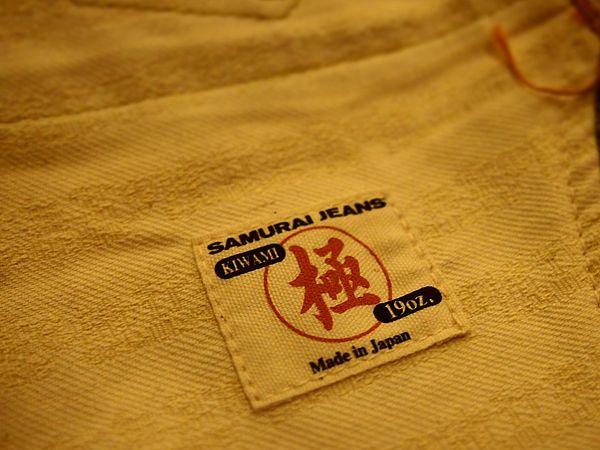 SAMURAI JEANS
KIWAMI
極
19oz.
Made in Japan